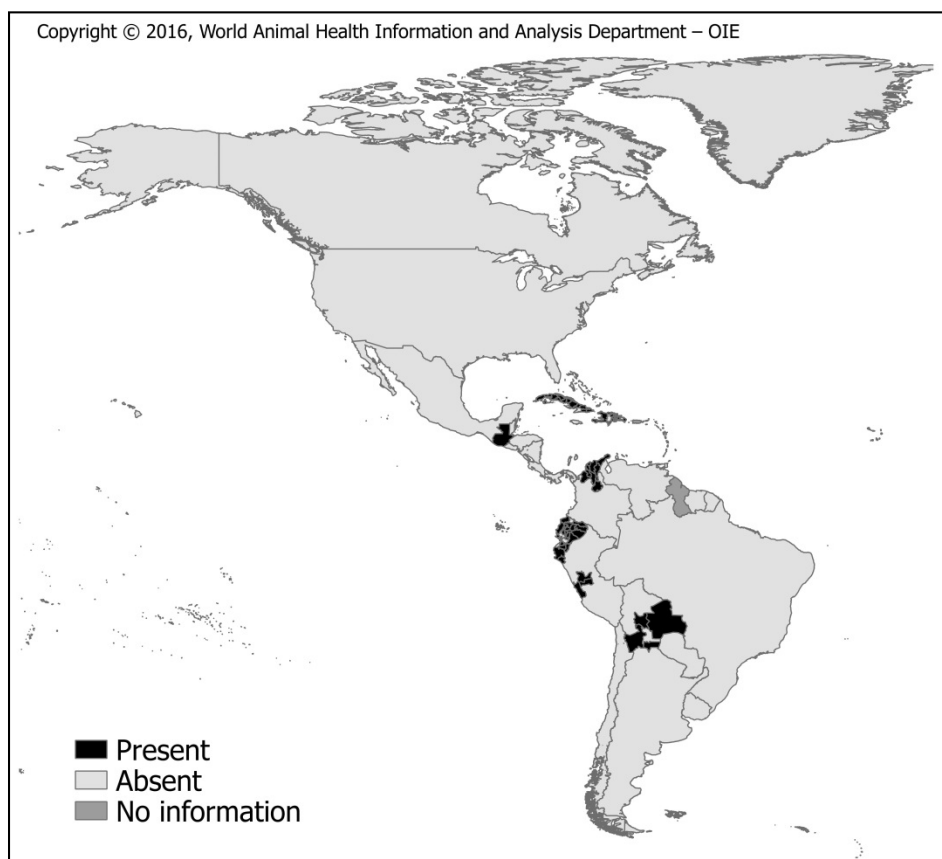 Copyright © 2016, World Animal Health Information and Analysis Department – OIE
Present
Absent
No information